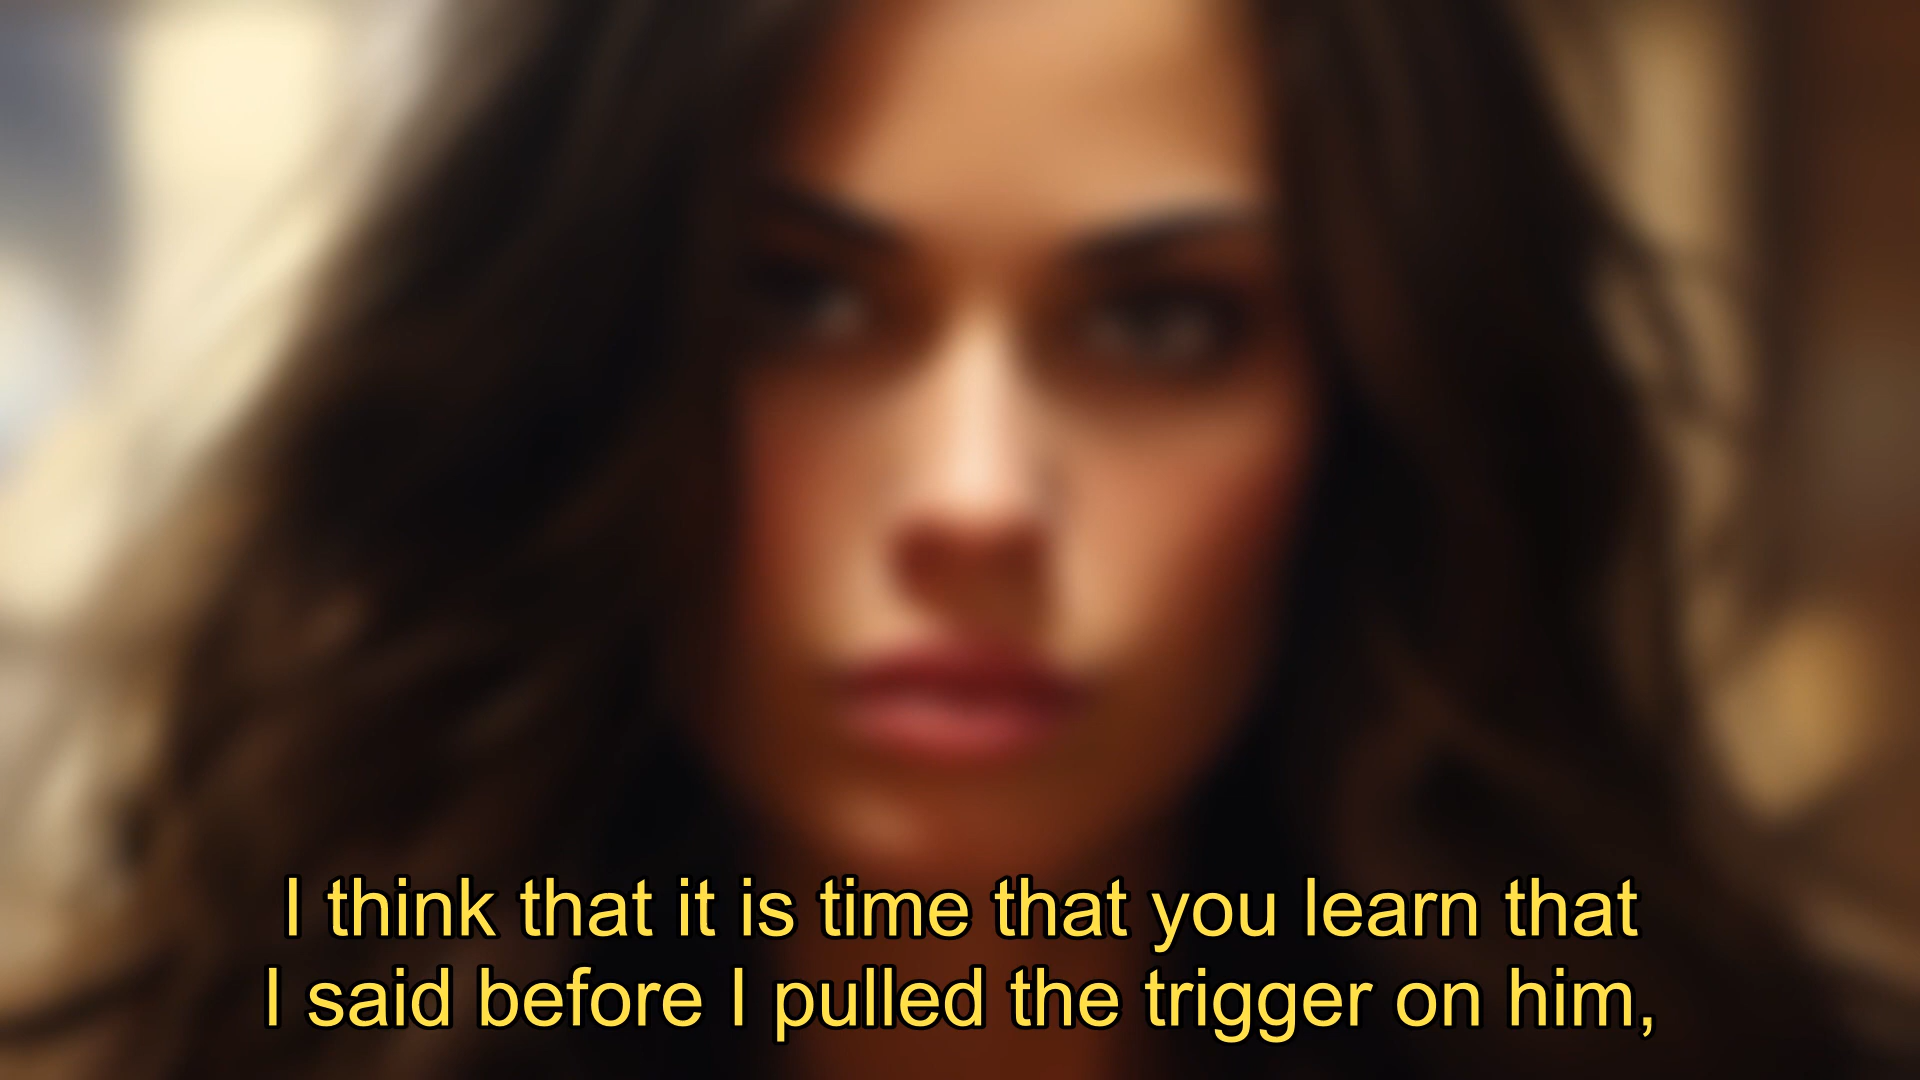 I think that it is time that you learn that
I said before I pulled the trigger on him,